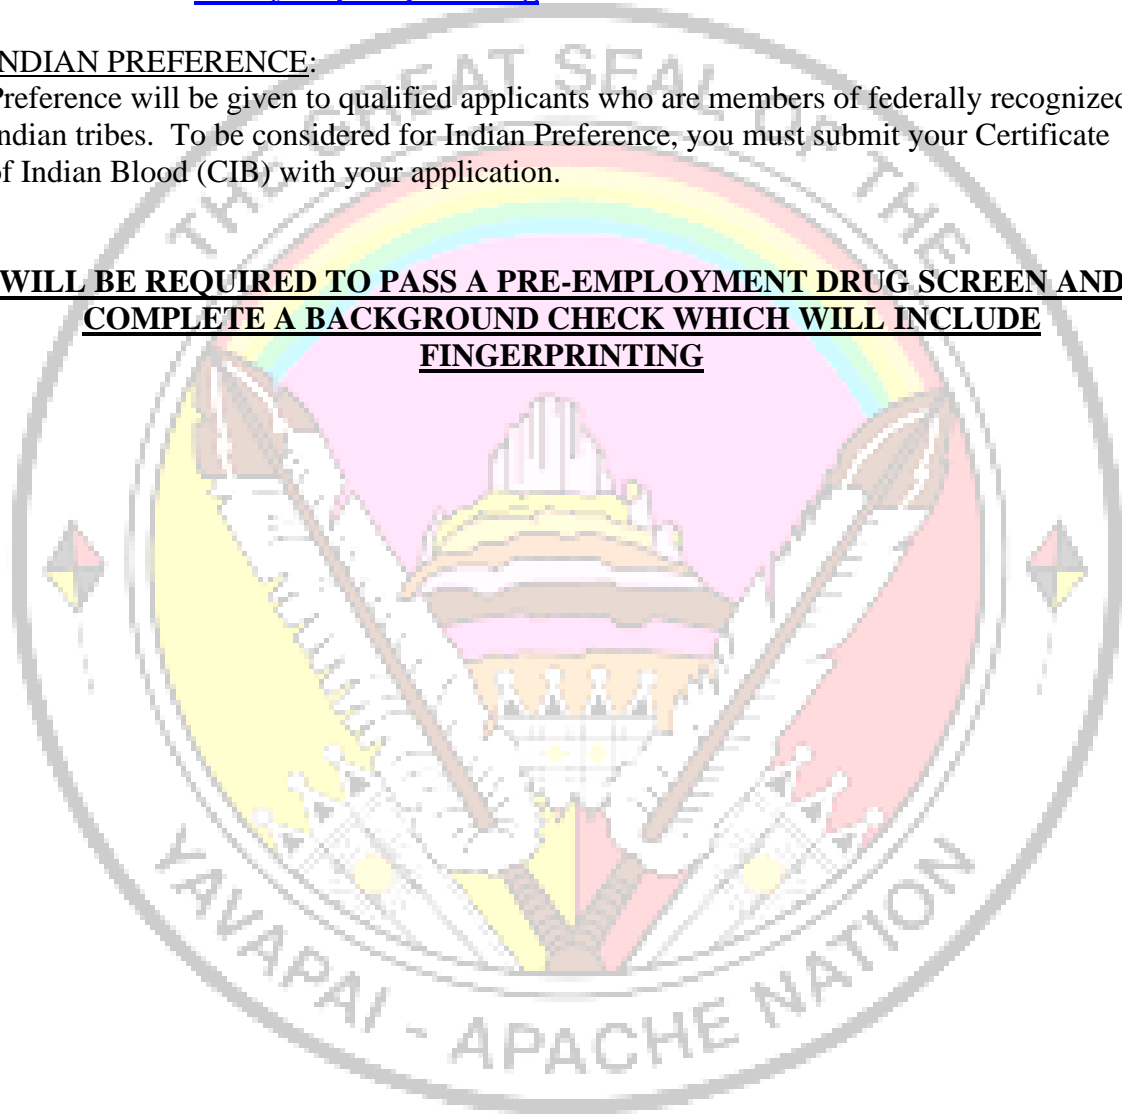 NDIAN PREFERENCE:
Preference will be given to qualified applicants who are members of federally recognized
ndian tribes. To be considered for Indian Preference, you must submit your Certificate
of Indian Blood (CIB) with your application.
WILL BE REQUIRED TO PASS A PRE-EMPLOYMENT DRUG SCREEN AND
COMPLETE A BACKGROUND CHECK WHICH WILL INCLUDE
FINGERPRINTING
THE GREAT SEAL OF THE
YAVAPAI - APACHE NATION